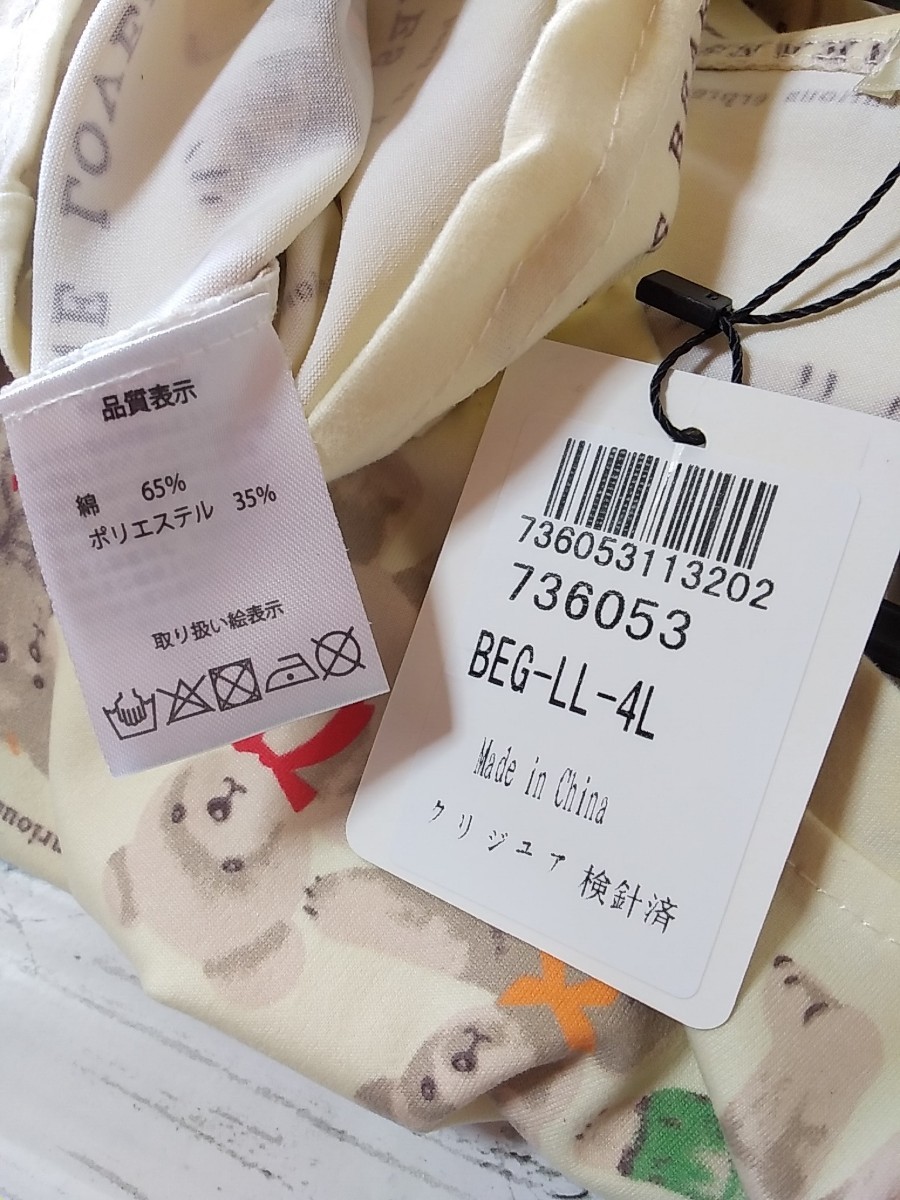 品質表示
綿 65%
ポリエステル 35%
取り扱い絵表示
736053113202
736053
BEG-LL-4L
Made in China
クリジュア 検針済